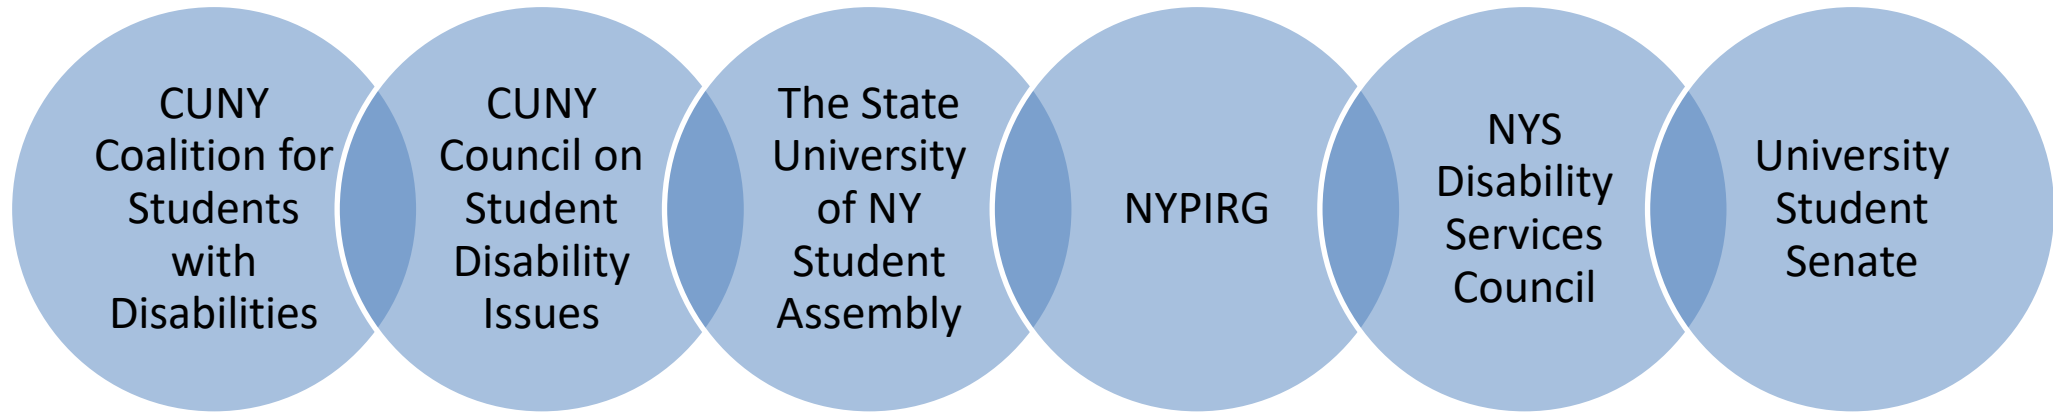 CUNY
Coalition for
Students
with
Disabilities
CUNY
Council on
Student
Disability
Issues
The State
University
of NY
Student
Assembly
NYPIRG
NYS
Disability
Services
Council
University
Student
Senate